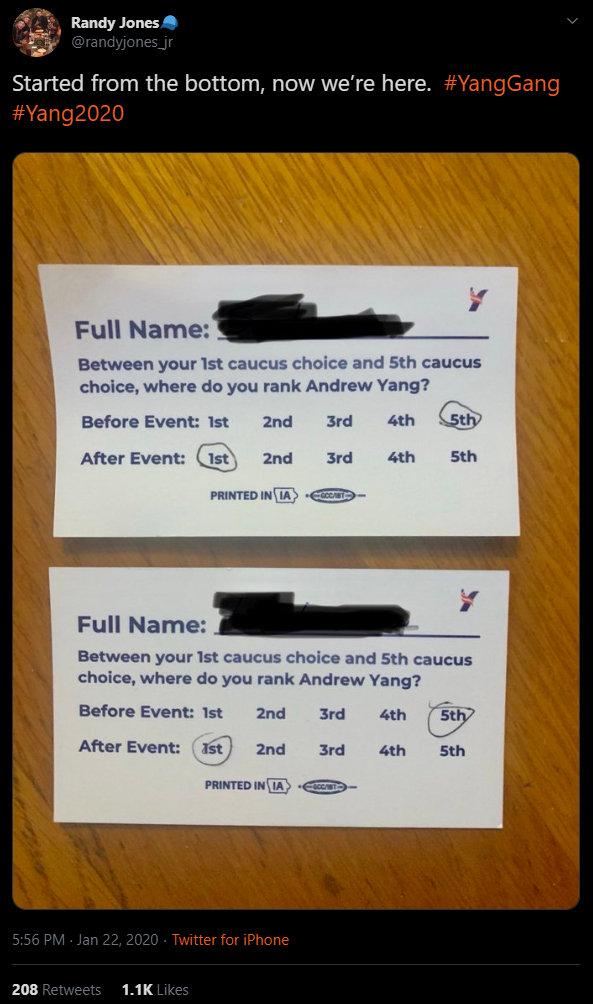 Randy Jones
@randyjones_jr
Started from the bottom, now we're here. #YangGang
#Yang2020
Full Name:
Between your 1st caucus choice and 5th caucus
choice, where do you rank Andrew Yang?
Before Event: 1st 2nd 3rd 4th 5th
After Event: 1st 2nd 3rd 4th 5th
PRINTED IN IA GCC/IBT
Full Name:
Between your 1st caucus choice and 5th caucus
choice, where do you rank Andrew Yang?
Before Event: 1st 2nd 3rd 4th 5th
After Event: 1st 2nd 3rd 4th 5th
PRINTED IN IA GCC/IBT
5:56 PM · Jan 22, 2020 · Twitter for iPhone
208 Retweets 1.1K Likes